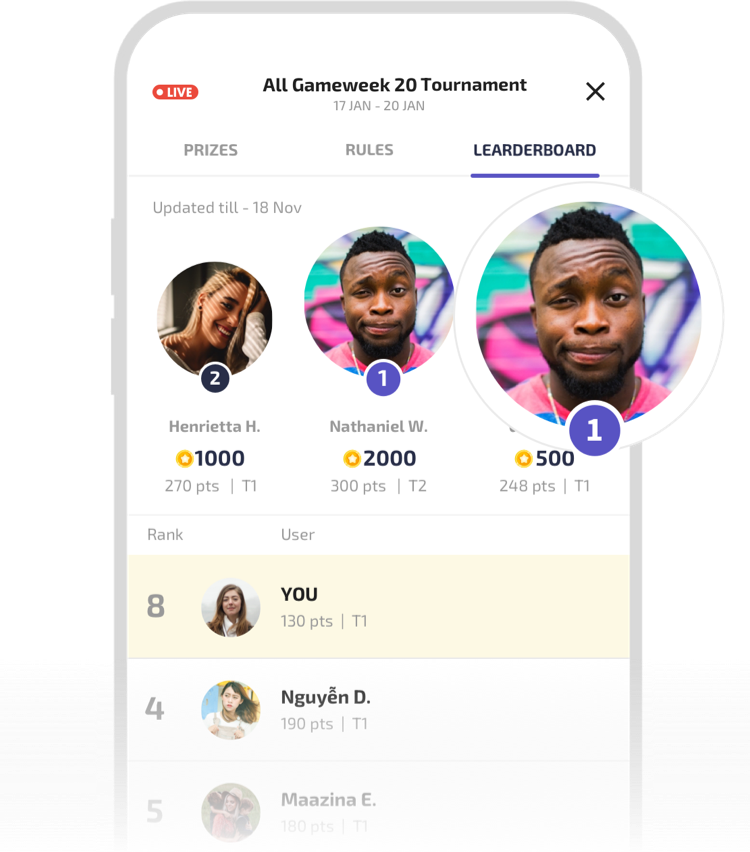 LIVE
All Gameweek 20 Tournament
17 JAN - 20 JAN
PRIZES
RULES
LEARDERBOARD
Updated till - 18 Nov
2
1
1
Henrietta H.
Nathaniel W.
1000
2000
500
270 pts | T1
300 pts | T2
248 pts | T1
Rank
User
8
YOU
130 pts | T1
4
Nguyễn D.
190 pts | T1
5
Maazina E.
180 pts | T1